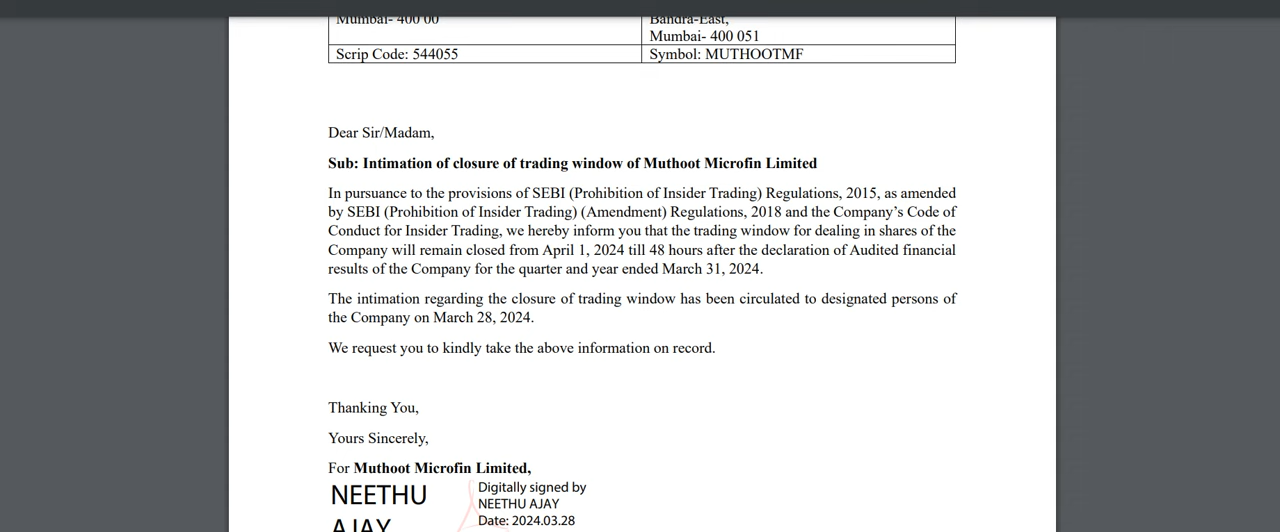 Mumbai- 400 00
Bandra-East,
Mumbai- 400 051
Scrip Code: 544055
Symbol: MUTHOOTMF
Dear Sir/Madam,
Sub: Intimation of closure of trading window of Muthoot Microfin Limited
In pursuance to the provisions of SEBI (Prohibition of Insider Trading) Regulations, 2015, as amended
by SEBI (Prohibition of Insider Trading) (Amendment) Regulations, 2018 and the Company’s Code of
Conduct for Insider Trading, we hereby inform you that the trading window for dealing in shares of the
Company will remain closed from April 1, 2024 till 48 hours after the declaration of Audited financial
results of the Company for the quarter and year ended March 31, 2024.
The intimation regarding the closure of trading window has been circulated to designated persons of
the Company on March 28, 2024.
We request you to kindly take the above information on record.
Thanking You,
Yours Sincerely,
For Muthoot Microfin Limited,
NEETHU
AJAY
Digitally signed by
NEETHU AJAY
Date: 2024.03.28